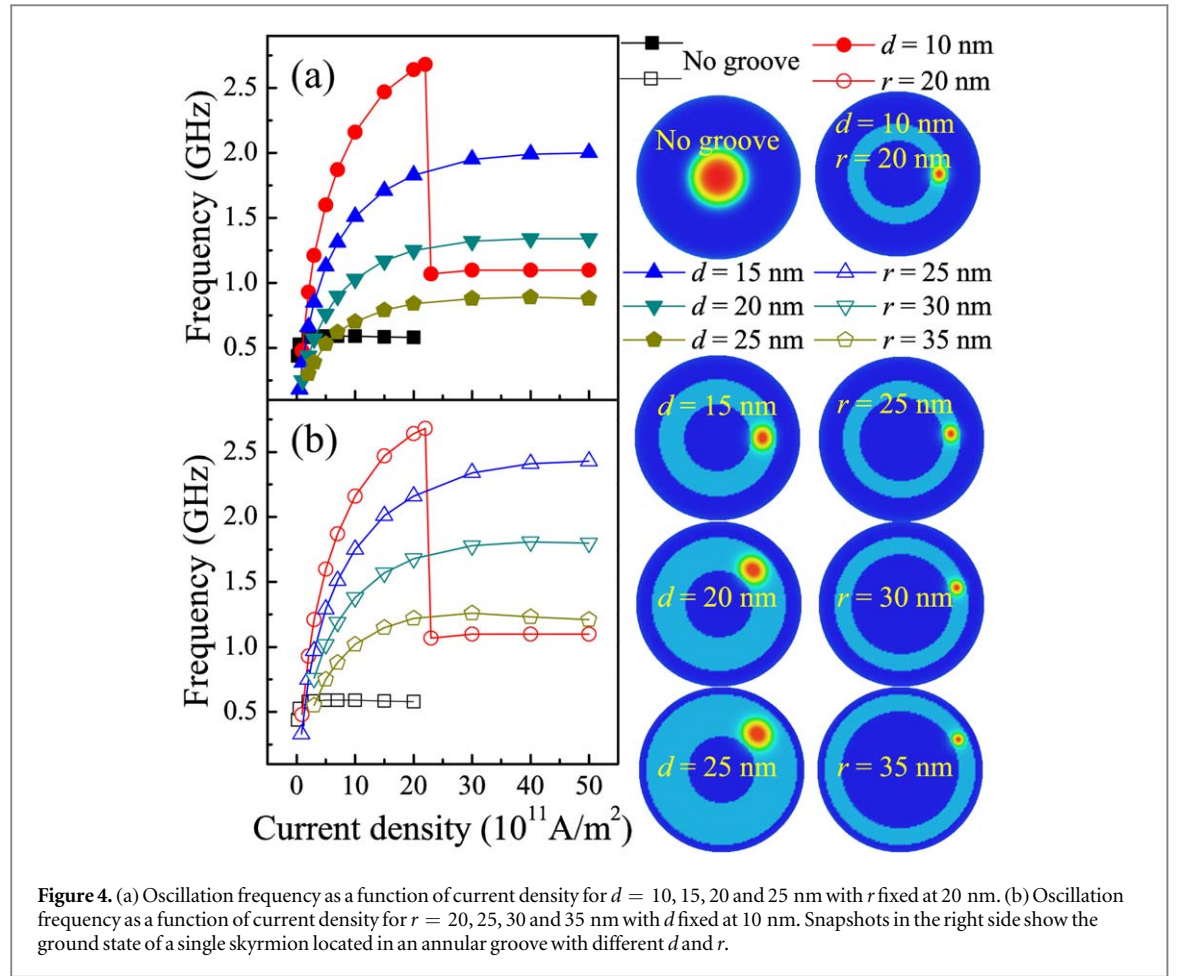 (a)
Frequency (GHz)
2.5
2.0
1.5
1.0
0.5
(b)
Frequency (GHz)
2.5
2.0
1.5
1.0
0.5
0 10 20 30 40 50
Current density (10^11 A/m^2)
No groove
d = 10 nm
r = 20 nm
No groove
d = 10 nm
r = 20 nm
d = 15 nm r = 25 nm
d = 20 nm r = 30 nm
d = 25 nm r = 35 nm
d = 15 nm r = 25 nm
d = 20 nm r = 30 nm
d = 25 nm r = 35 nm
Figure 4. (a) Oscillation frequency as a function of current density for d = 10, 15, 20 and 25 nm with r fixed at 20 nm. (b) Oscillation
frequency as a function of current density for r = 20, 25, 30 and 35 nm with d fixed at 10 nm. Snapshots in the right side show the
ground state of a single skyrmion located in an annular groove with different d and r.